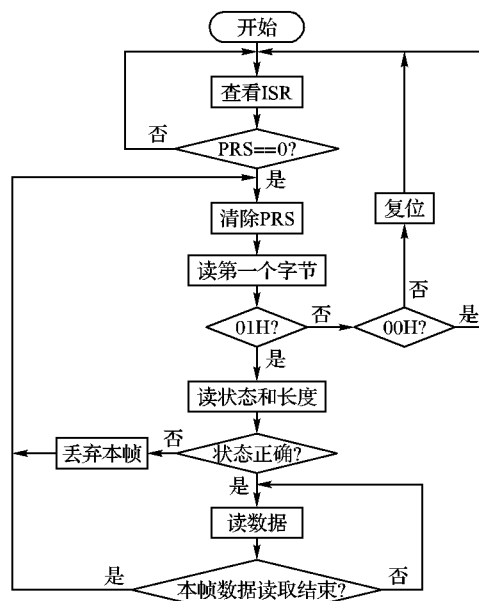 开始
查看ISR
否
PRS==0?
是
清除PRS
复位
读第一个字节
否
01H?
否
00H?
是
是
读状态和长度
丢弃本帧
否
状态正确?
是
读数据
是
本帧数据读取结束?
否